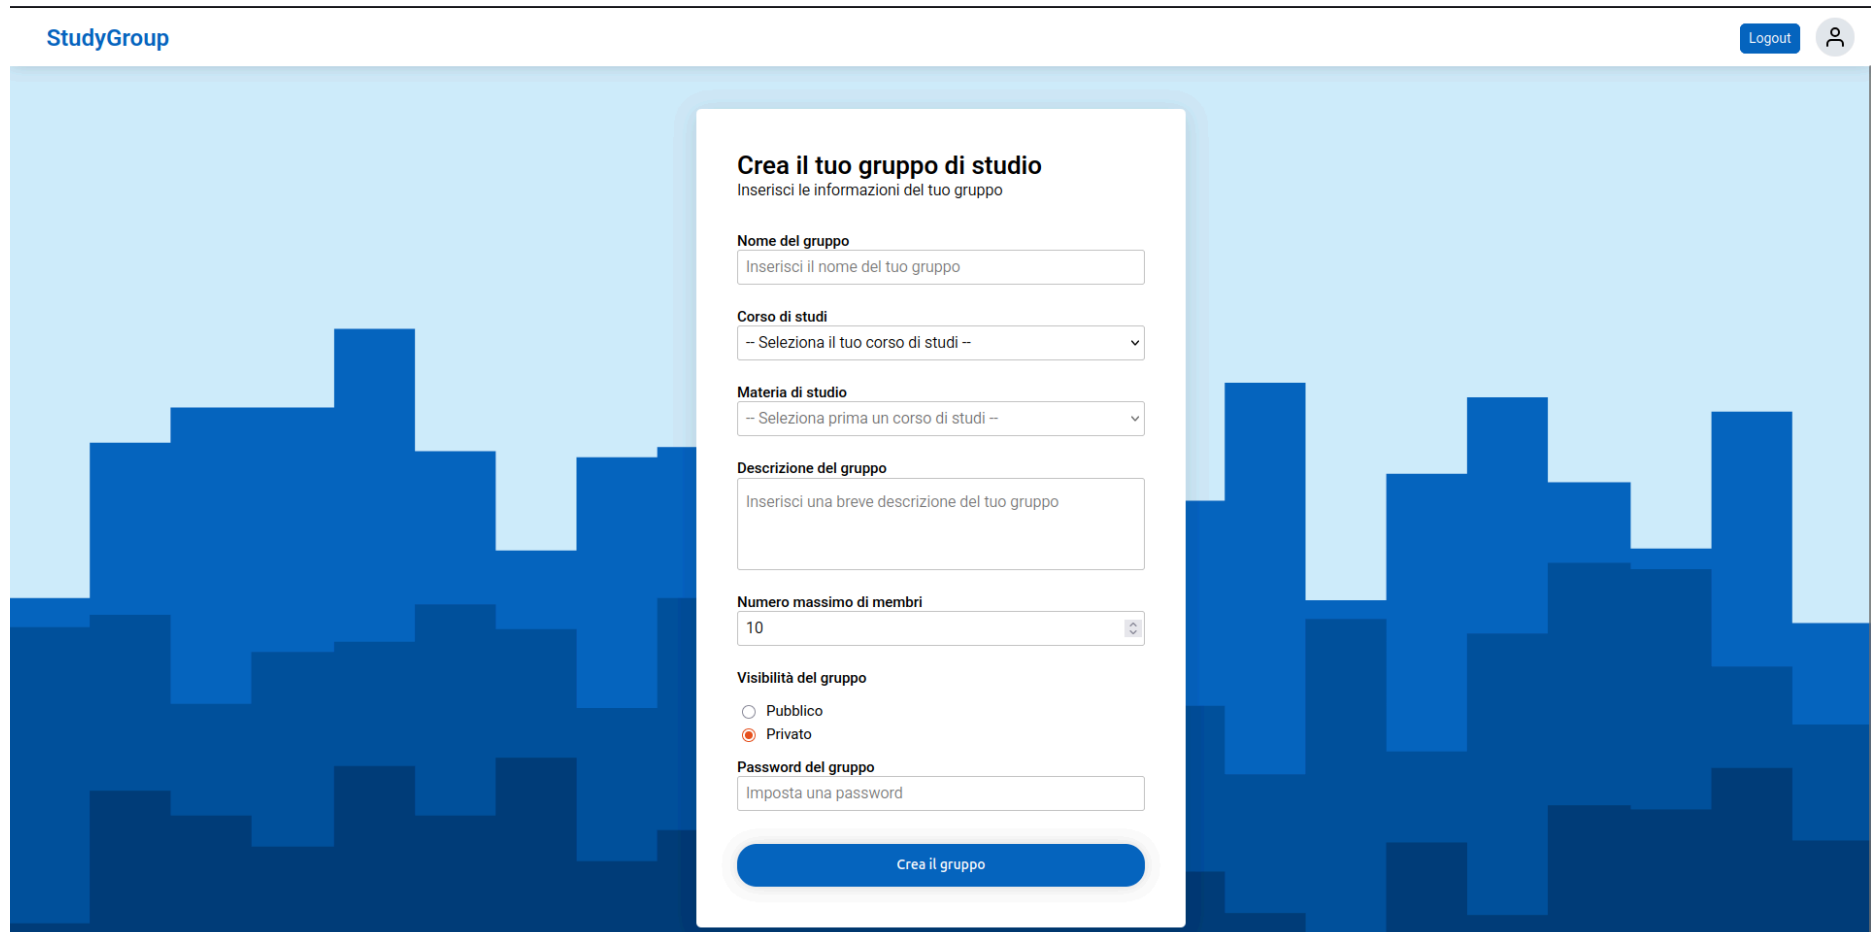 StudyGroup
Logout
Crea il tuo gruppo di studio
Inserisci le informazioni del tuo gruppo
Nome del gruppo
Inserisci il nome del tuo gruppo
Corso di studi
-- Seleziona il tuo corso di studi --
Materia di studio
-- Seleziona prima un corso di studi --
Descrizione del gruppo
Inserisci una breve descrizione del tuo gruppo
Numero massimo di membri
10
Visibilità del gruppo
Pubblico
Privato
Password del gruppo
Imposta una password
Crea il gruppo